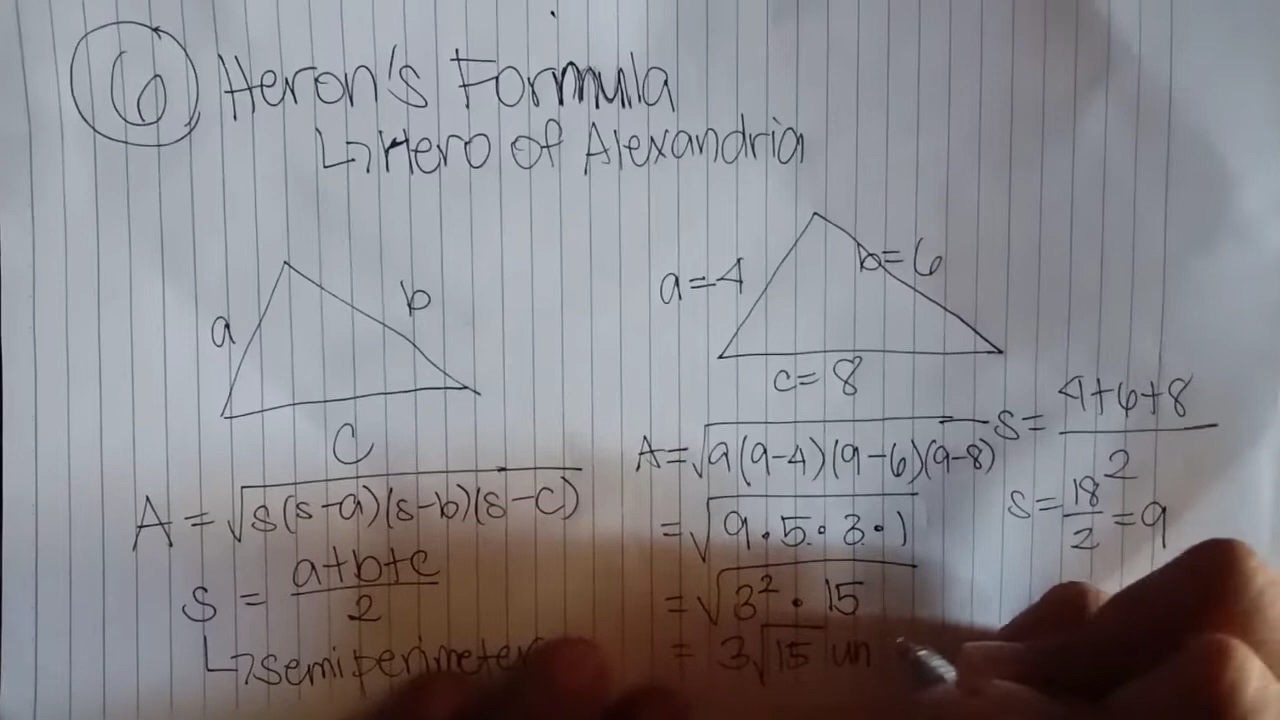 6 Heron's Formula
↳ Hero of Alexandria
a
b
c
A = √s(s-a)(s-b)(s-c)
s = a+b+c / 2
↳ semiperimeter
a=4
b=6
c=8
A=√9(9-4)(9-6)(9-8)
=√9·5·3·1
=√3²·15
= 3√15 un
s= 4+6+8 / 2
s= 18/2 = 9